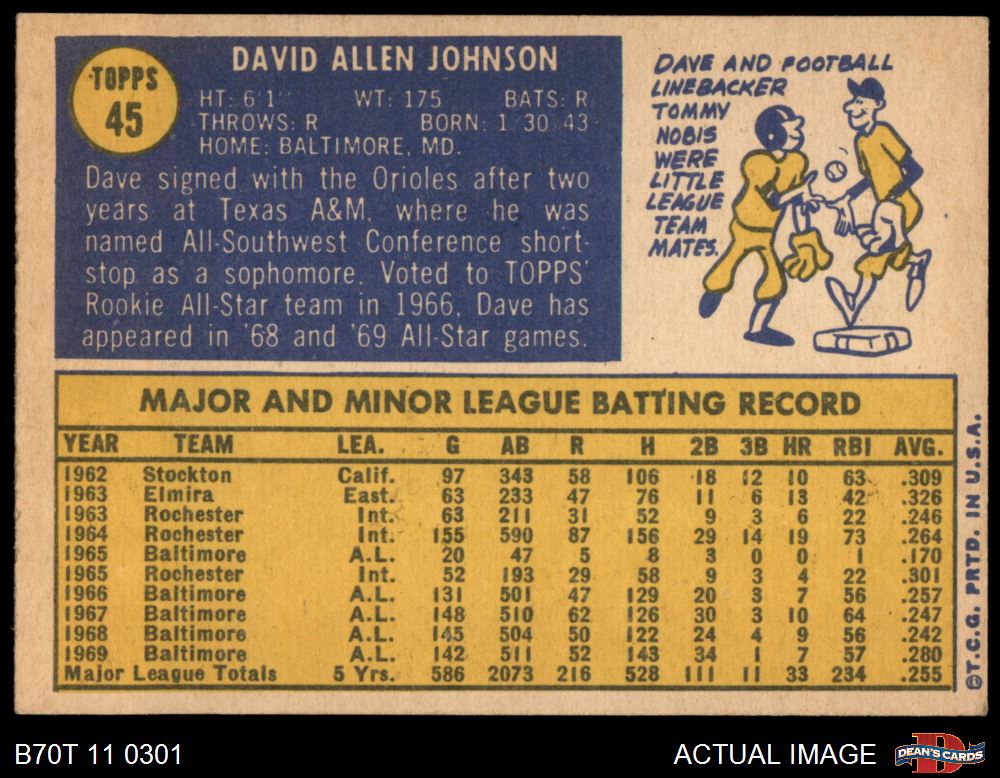 TOPPS
45
DAVID ALLEN JOHNSON
HT: 6'1" WT: 175 BATS: R
THROWS: R BORN: 1-30-43
HOME: BALTIMORE, MD.
Dave signed with the Orioles after two
years at Texas A&M, where he was
named All-Southwest Conference short-
stop as a sophomore. Voted to TOPPS'
Rookie All-Star team in 1966, Dave has
appeared in '68 and '69 All-Star games.
DAVE AND FOOTBALL
LINEBACKER
TOMMY
NOBIS
WERE
LITTLE
LEAGUE
TEAM
MATES.
MAJOR AND MINOR LEAGUE BATTING RECORD
YEAR TEAM LEA. G AB R H 2B 3B HR RBI AVG.
1962 Stockton Calif. 97 343 58 106 18 12 10 63 .309
1963 Elmira East. 63 233 47 76 11 6 13 42 .326
1963 Rochester Int. 63 211 31 52 9 3 6 22 .246
1964 Rochester Int. 155 590 87 156 29 14 19 73 .264
1965 Baltimore A.L. 20 47 5 8 3 0 0 1 .170
1965 Rochester Int. 52 193 29 58 9 3 4 22 .301
1966 Baltimore A.L. 131 501 47 129 20 3 7 56 .257
1967 Baltimore A.L. 148 510 62 126 30 3 10 64 .247
1968 Baltimore A.L. 145 504 50 122 24 4 9 56 .242
1969 Baltimore A.L. 142 511 52 143 34 1 7 57 .280
Major League Totals 5 Yrs. 586 2073 216 528 111 11 33 234 .255
©T.C.G. PRTD. IN U.S.A.
B70T 11 0301
ACTUAL IMAGE
D
DEAN'S CARDS